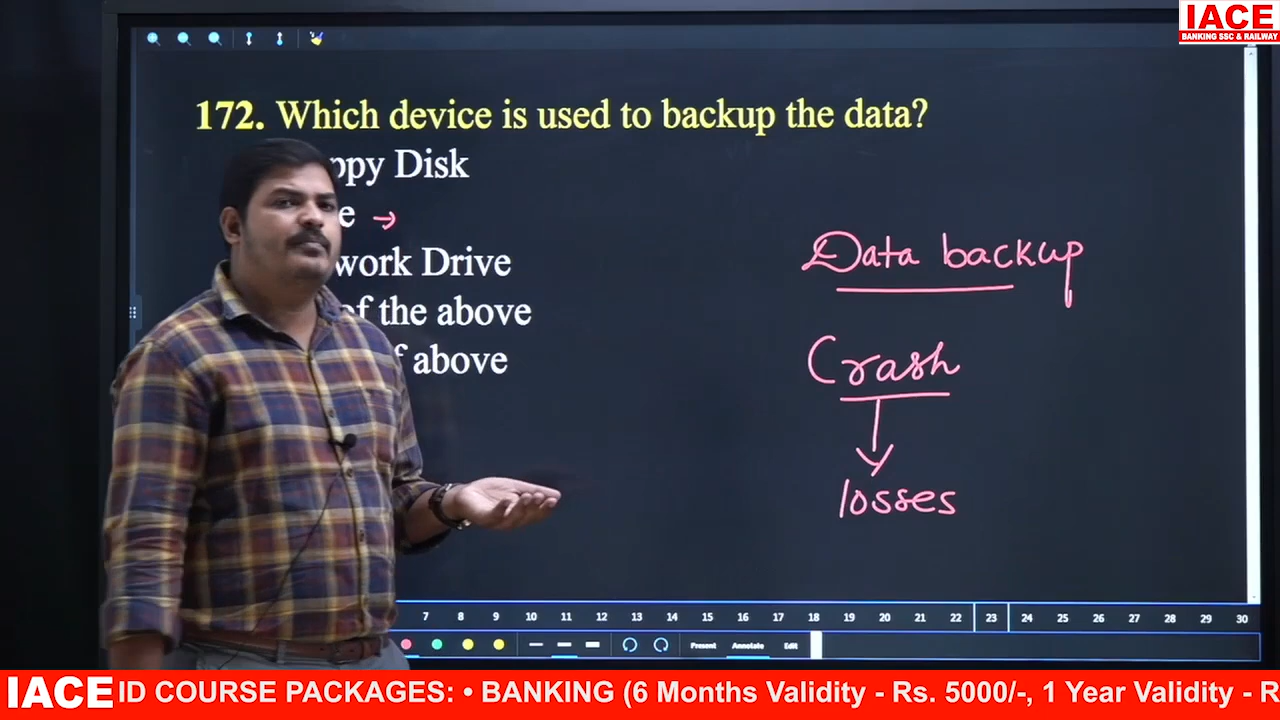 IACE
BANKING SSC & RAILWAY
172. Which device is used to backup the data?
Disk
Drive
of the above
above
Data backup
Crash
losses
7 8 9 10 11 12 13 14 15 16 17 18 19 20 21 22 23 24 25 26 27 28 29 30
Present Annotate Edit
IACE ID COURSE PACKAGES: • BANKING (6 Months Validity - Rs. 5000/-, 1 Year Validity - R